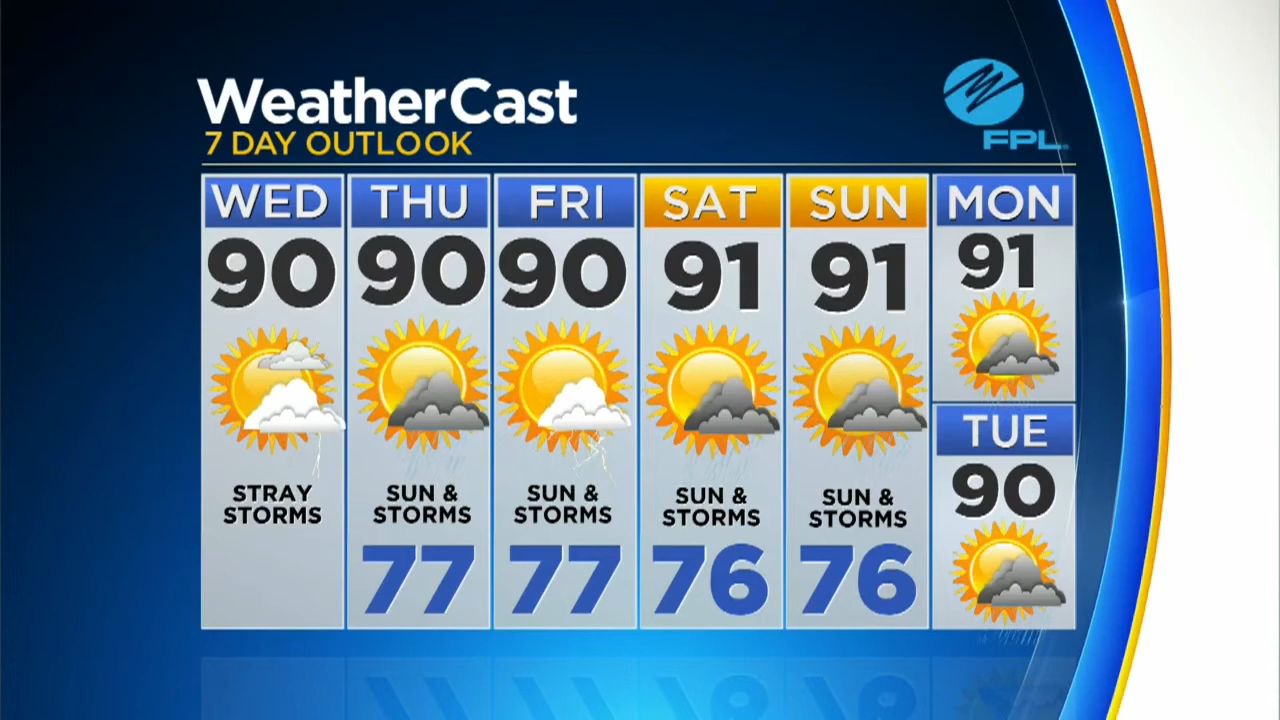 WeatherCast
7 DAY OUTLOOK
FPL
WED
90
STRAY
STORMS
THU
90
SUN &
STORMS
77
FRI
90
SUN &
STORMS
77
SAT
91
SUN &
STORMS
76
SUN
91
SUN &
STORMS
76
MON
91
TUE
90